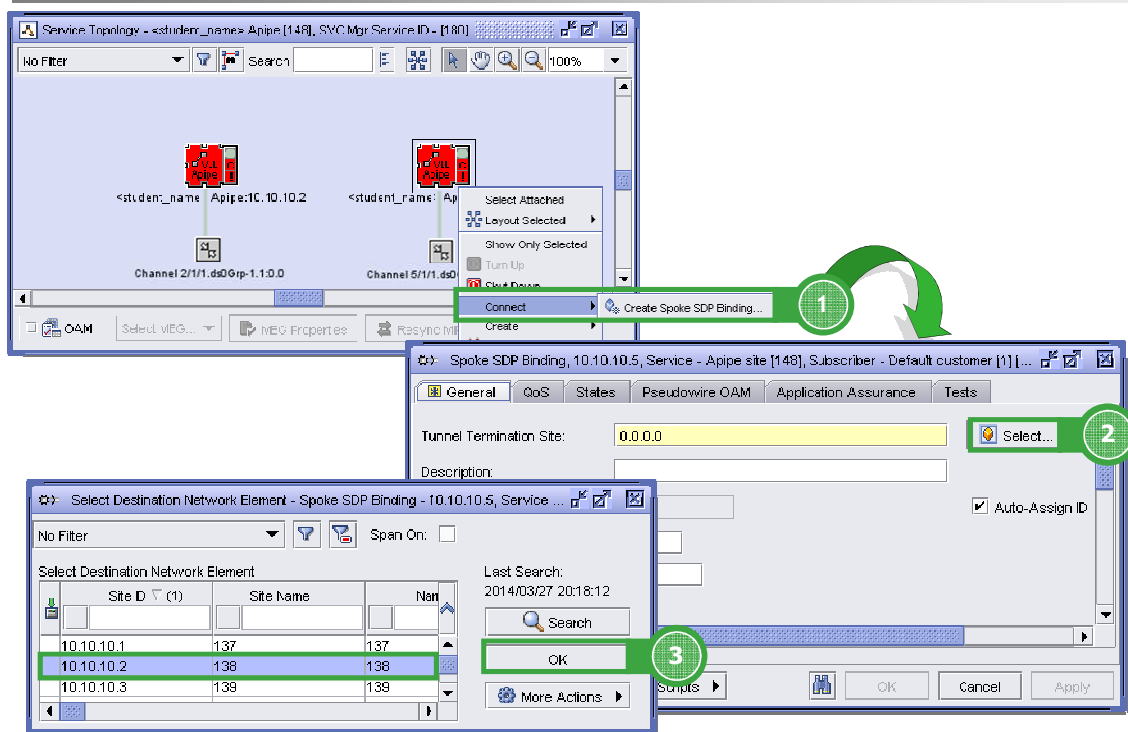 Service Topology - <student_name> Apipe [148], SVC Mgr Service ID - [180]
No Filter
Search
100%
VLL Apipe
Apipe
<student_name Apipe:10.10.10.2
<student_name: Ap
Channel 2/1/1.ds0Grp-1.1:0.0
Channel 5/1/1.ds0
Select Attached
Layout Selected
Show Only Selected
Turn Up
Shut Down
Connect
Create Spoke SDP Binding...
Create
1
OAM
Select MEG...
MEG Properties
Resync
Spoke SDP Binding, 10.10.10.5, Service - Apipe site [148], Subscriber - Default customer [1] [...
General
QoS
States
Pseudowire OAM
Application Assurance
Tests
Tunnel Termination Site:
0.0.0.0
Select...
2
Description:
Auto-Assign ID
Scripts
OK
Cancel
Apply
Select Destination Network Element - Spoke SDP Binding - 10.10.10.5, Service ...
No Filter
Span On:
Select Destination Network Element
Last Search:
2014/03/27 20:18:12
Site ID (1)
Site Name
Nam
10.10.10.1 137 137
10.10.10.2 138 138
10.10.10.3 139 139
Search
OK
3
More Actions